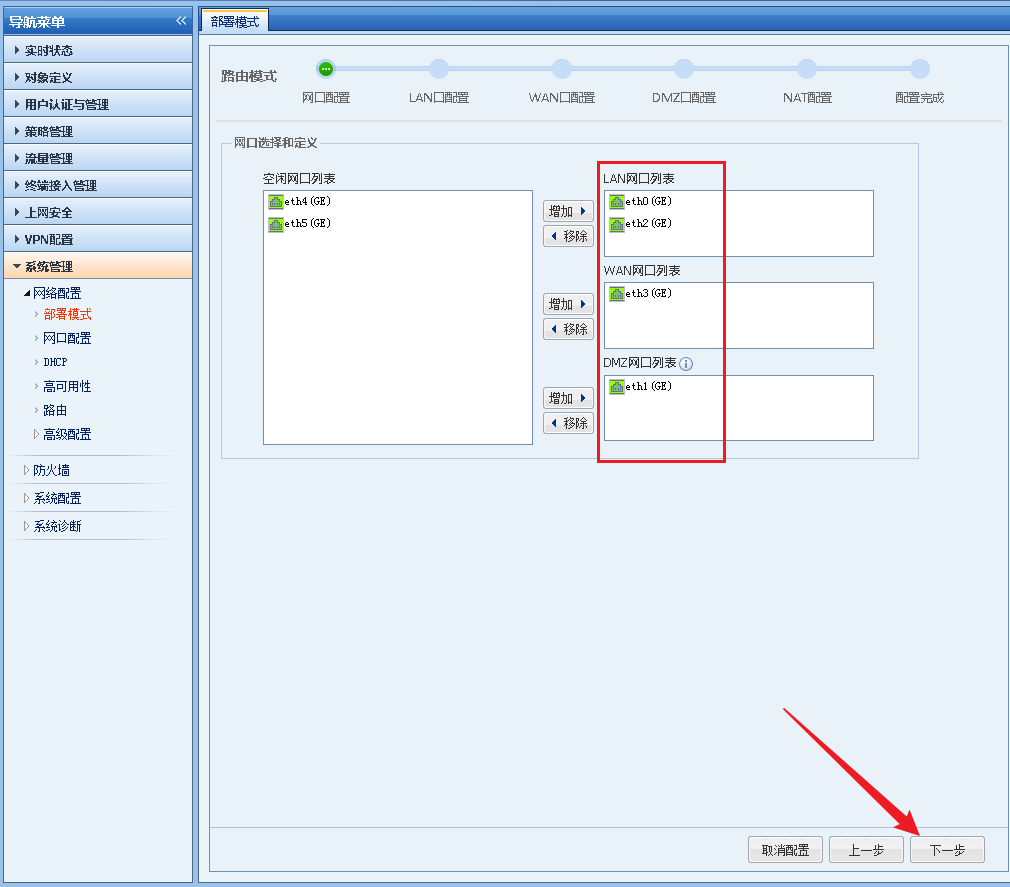 导航菜单
实时状态
对象定义
用户认证与管理
策略管理
流量管理
终端接入管理
上网安全
VPN配置
系统管理
网络配置
部署模式
网口配置
DHCP
高可用性
路由
高级配置
防火墙
系统配置
系统诊断
部署模式
路由模式
网口配置
LAN口配置
WAN口配置
DMZ口配置
NAT配置
配置完成
网口选择和定义
空闲网口列表
eth4(GE)
eth5(GE)
增加
移除
LAN网口列表
eth0(GE)
eth2(GE)
增加
移除
WAN网口列表
eth3(GE)
增加
移除
DMZ网口列表
eth1(GE)
取消配置
上一步
下一步